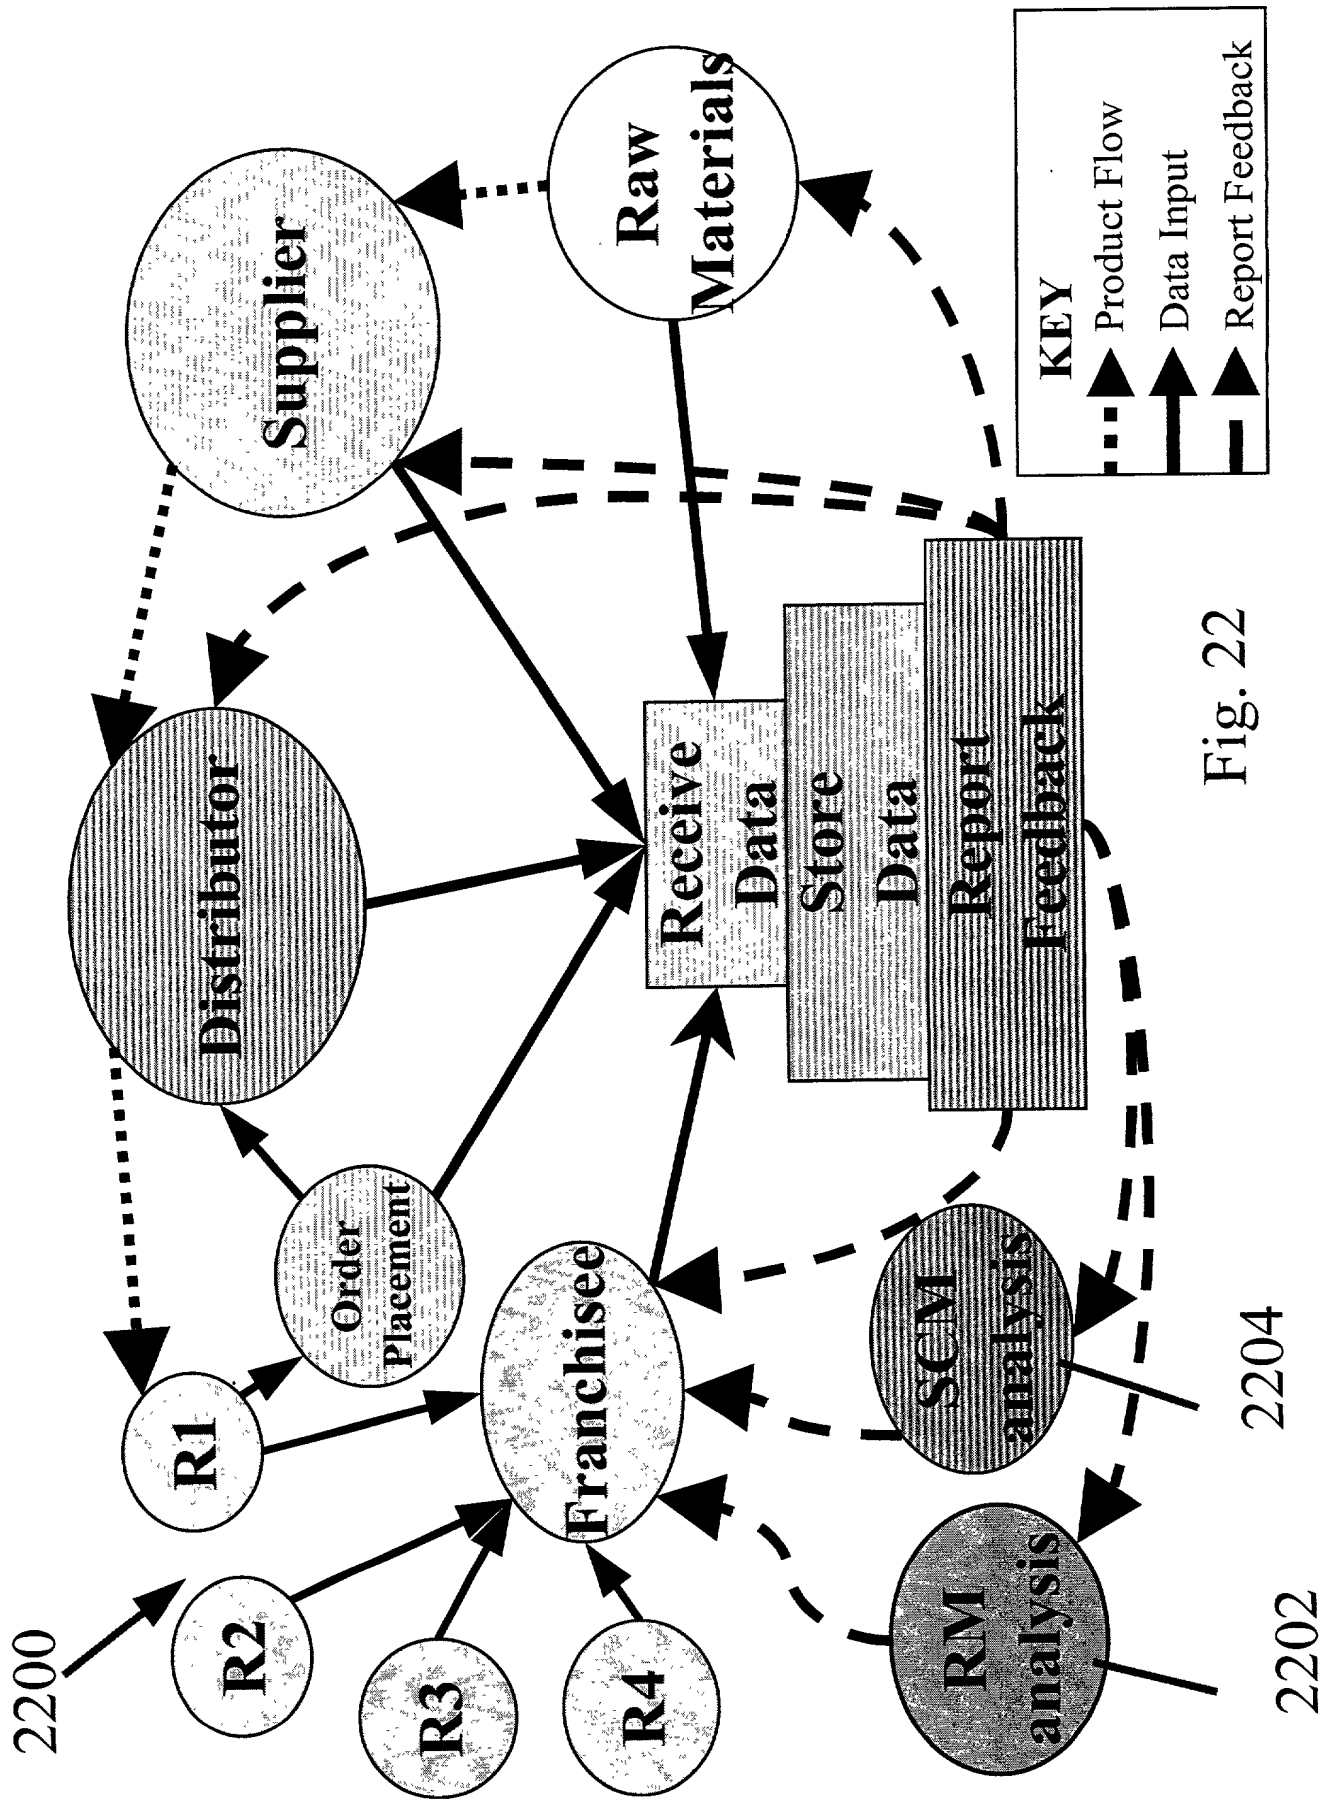 2200
R1
Distributor
R2
Supplier
Order
Placement
R3
Franchisee
R4
Raw
Materials
Receive
Data
Store
Data
Report
Feedback
SCM
analysis
RM
analysis
KEY
Product Flow
Data Input
Report Feedback
2202
2204
Fig. 22